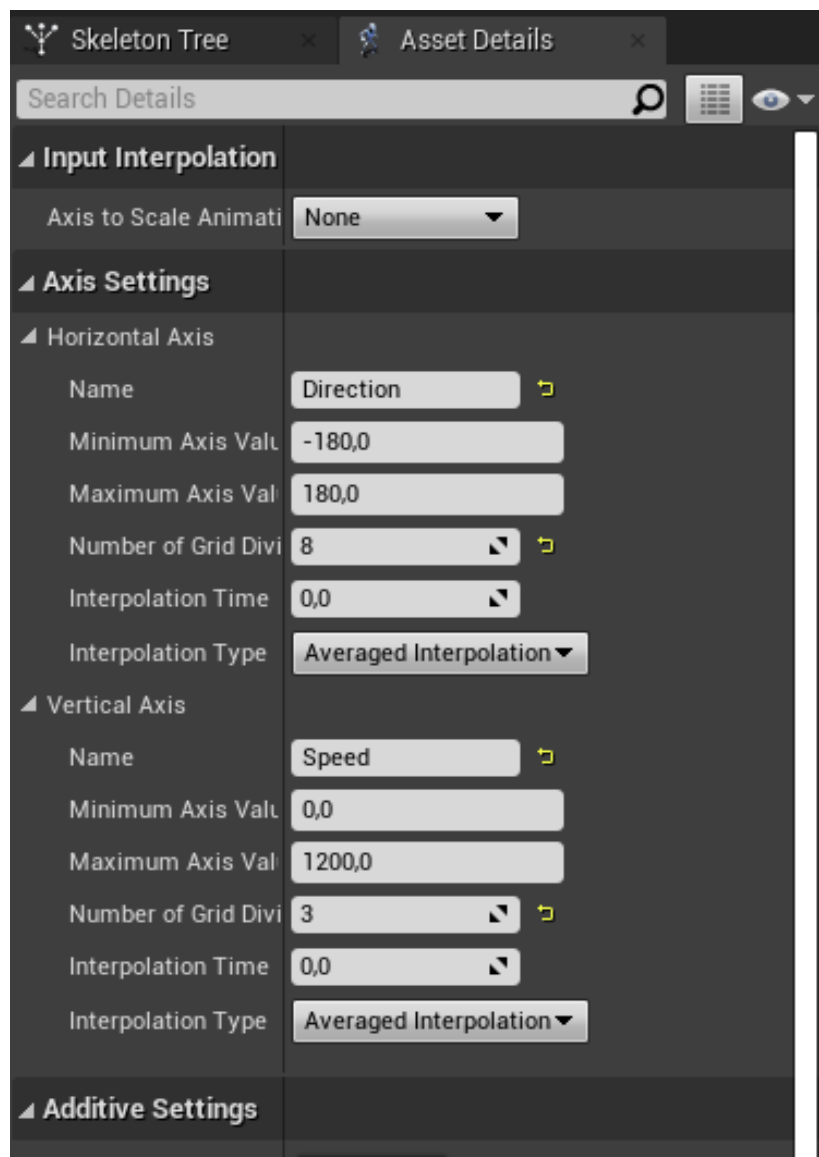 Skeleton Tree
Asset Details
Search Details
Input Interpolation
Axis to Scale Animati None
Axis Settings
Horizontal Axis
Name Direction
Minimum Axis Valu -180,0
Maximum Axis Val 180,0
Number of Grid Divi 8
Interpolation Time 0,0
Interpolation Type Averaged Interpolation
Vertical Axis
Name Speed
Minimum Axis Valu 0,0
Maximum Axis Val 1200,0
Number of Grid Divi 3
Interpolation Time 0,0
Interpolation Type Averaged Interpolation
Additive Settings